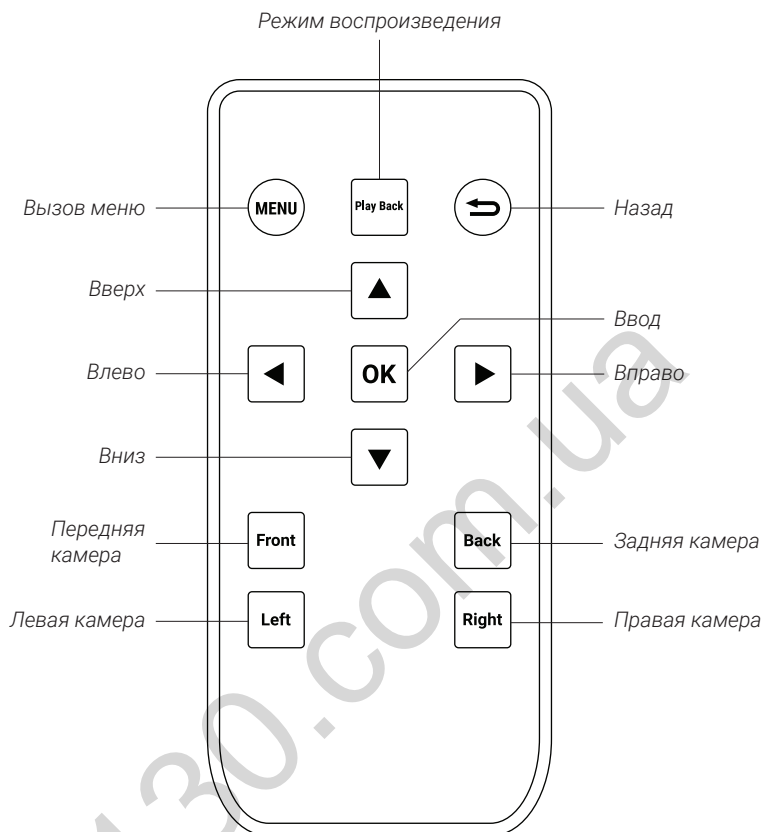 Режим воспроизведения
Вызов меню
MENU
Play Back
Назад
Вверх
Ввод
Влево
OK
Вправо
Вниз
Передняя
камера
Front
Back
Задняя камера
Левая камера
Left
Right
Правая камера
130.com.ua